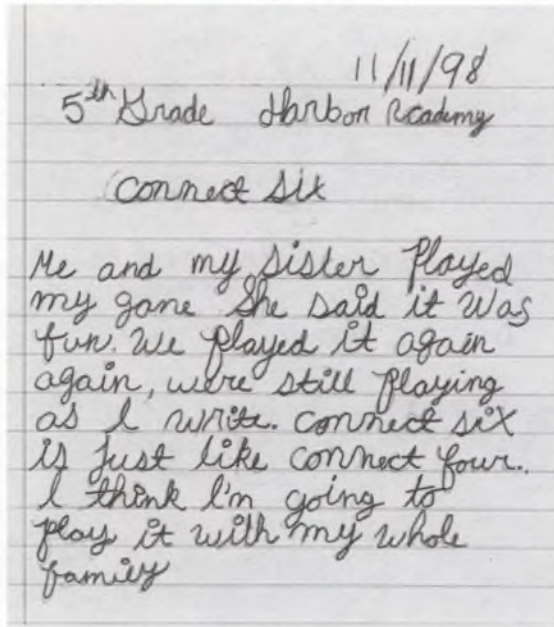 11/11/98
5th Grade Harbon Academy
connect six
Me and my sister played
my gane She said it was
fun. We played it again
again, were still playing
as I write. connect six
is just like connect four.
I think I'm going to
play it with my whole
family